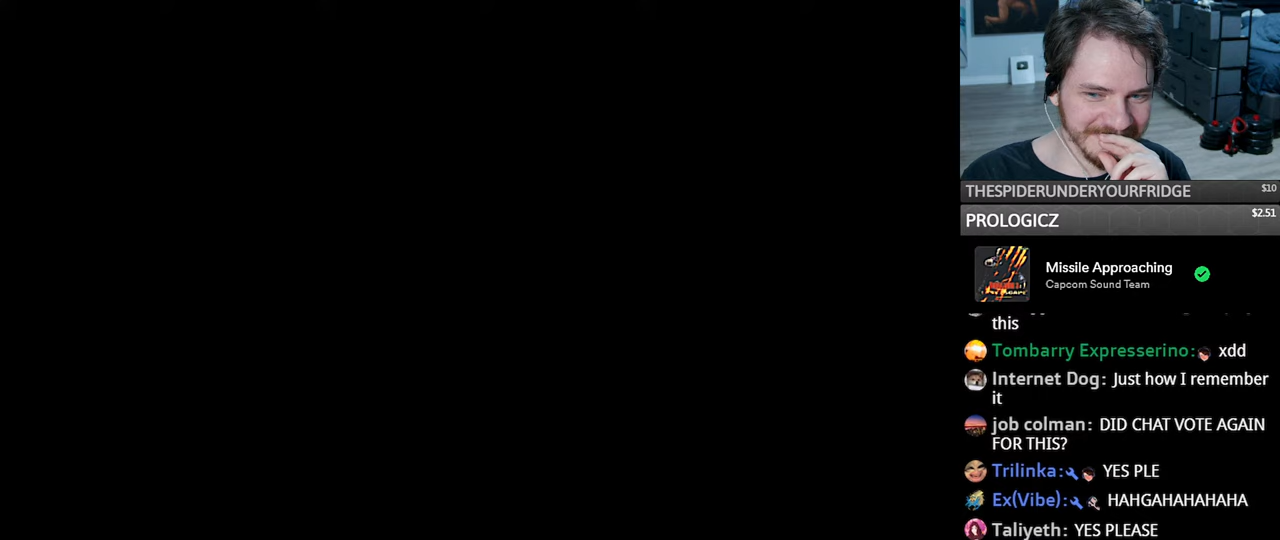 THESPIDERUNDERYOURFRIDGE $10
PROLOGICZ $2.51
Missile Approaching
Capcom Sound Team
this
Tombarry Expresserino: xdd
Internet Dog: Just how I remember
it
job colman: DID CHAT VOTE AGAIN
FOR THIS?
Trilinka: YES PLE
Ex(Vibe): HAHGAHAHAHAHA
Taliyeth: YES PLEASE